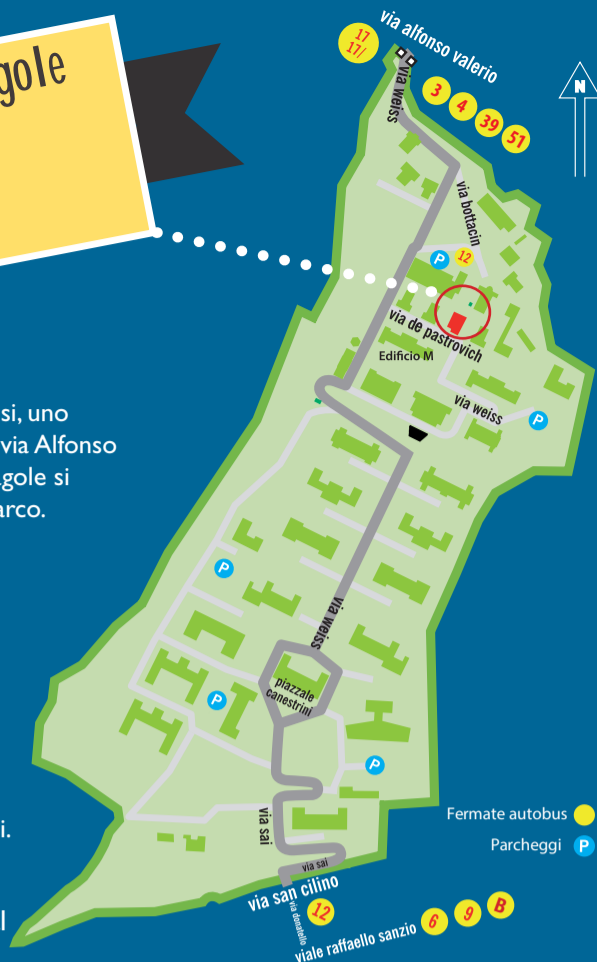 gole
17
17/
via alfonso valerio
via weiss
3
4
39
51
N
via bottacin
P
12
via de pastrovich
Edificio M
via weiss
P
si, uno
via Alfonso
gole si
arco.
P
via weiss
piazzale
canestrini
P
P
Fermate autobus
Parcheggi P
i.
via sai
via sai
via san cilino
12
via donatello
viale raffaello sanzio
6
9
B
l